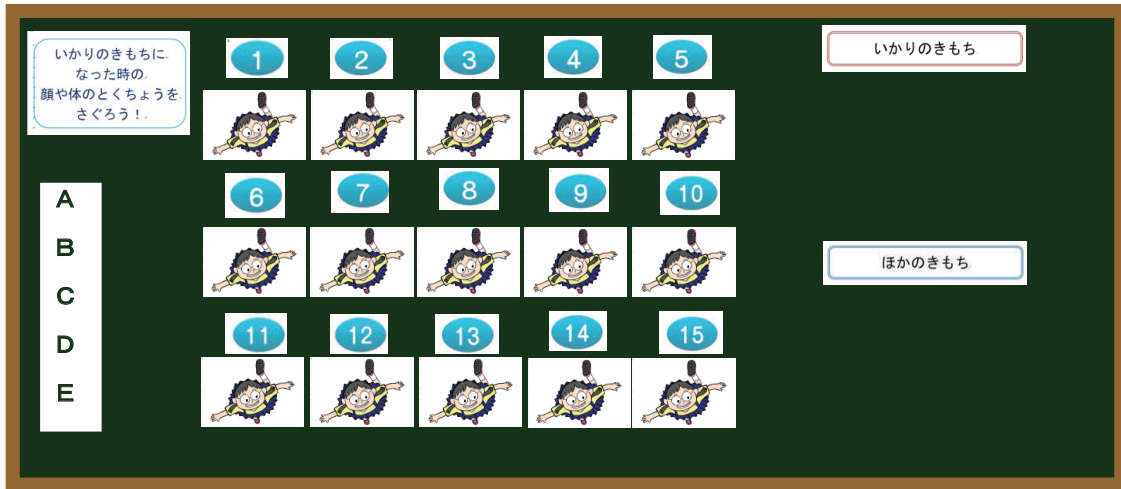 いかりのきもちに
なった時の
顔や体のとくちょうを
さぐろう！
1 2 3 4 5
いかりのきもち
A
B
C
D
E
6 7 8 9 10
ほかのきもち
11 12 13 14 15